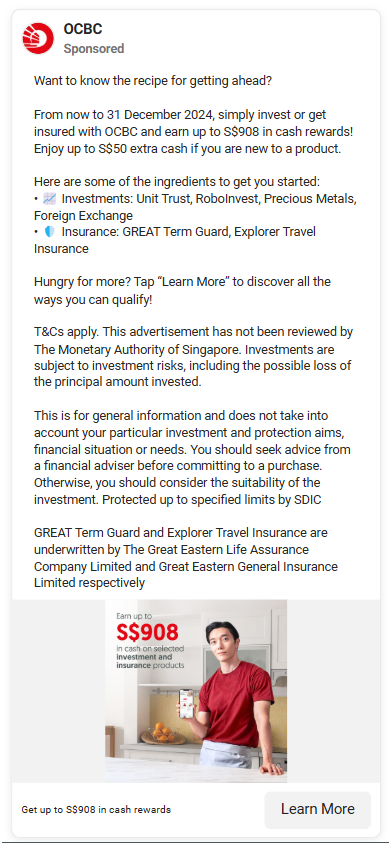 OCBC
Sponsored
Want to know the recipe for getting ahead?
From now to 31 December 2024, simply invest or get
insured with OCBC and earn up to S$908 in cash rewards!
Enjoy up to S$50 extra cash if you are new to a product.
Here are some of the ingredients to get you started:
• 📈 Investments: Unit Trust, RoboInvest, Precious Metals,
Foreign Exchange
• 🛡️ Insurance: GREAT Term Guard, Explorer Travel
Insurance
Hungry for more? Tap “Learn More” to discover all the
ways you can qualify!
T&Cs apply. This advertisement has not been reviewed by
The Monetary Authority of Singapore. Investments are
subject to investment risks, including the possible loss of
the principal amount invested.
This is for general information and does not take into
account your particular investment and protection aims,
financial situation or needs. You should seek advice from
a financial adviser before committing to a purchase.
Otherwise, you should consider the suitability of the
investment. Protected up to specified limits by SDIC
GREAT Term Guard and Explorer Travel Insurance are
underwritten by The Great Eastern Life Assurance
Company Limited and Great Eastern General Insurance
Limited respectively
Earn up to
S$908
in cash on selected
investment and
insurance products
Get up to S$908 in cash rewards
Learn More